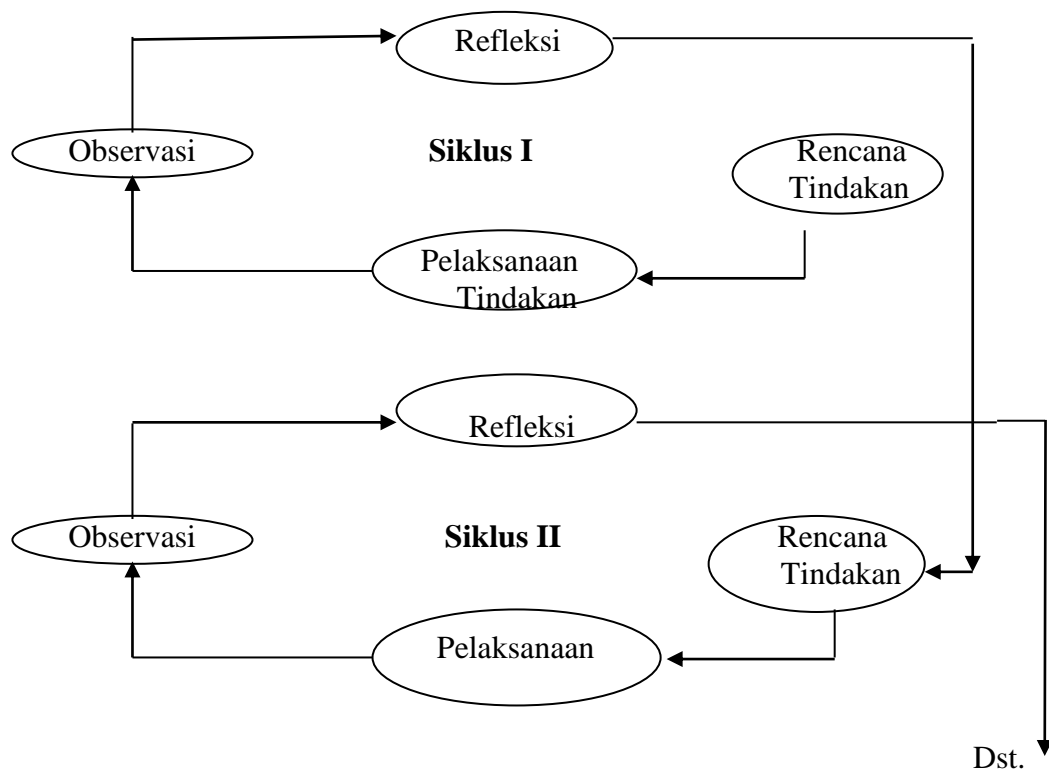 Refleksi
Observasi
Siklus I
Rencana
Tindakan
Pelaksanaan
Tindakan
Refleksi
Observasi
Siklus II
Rencana
Tindakan
Pelaksanaan
Dst.